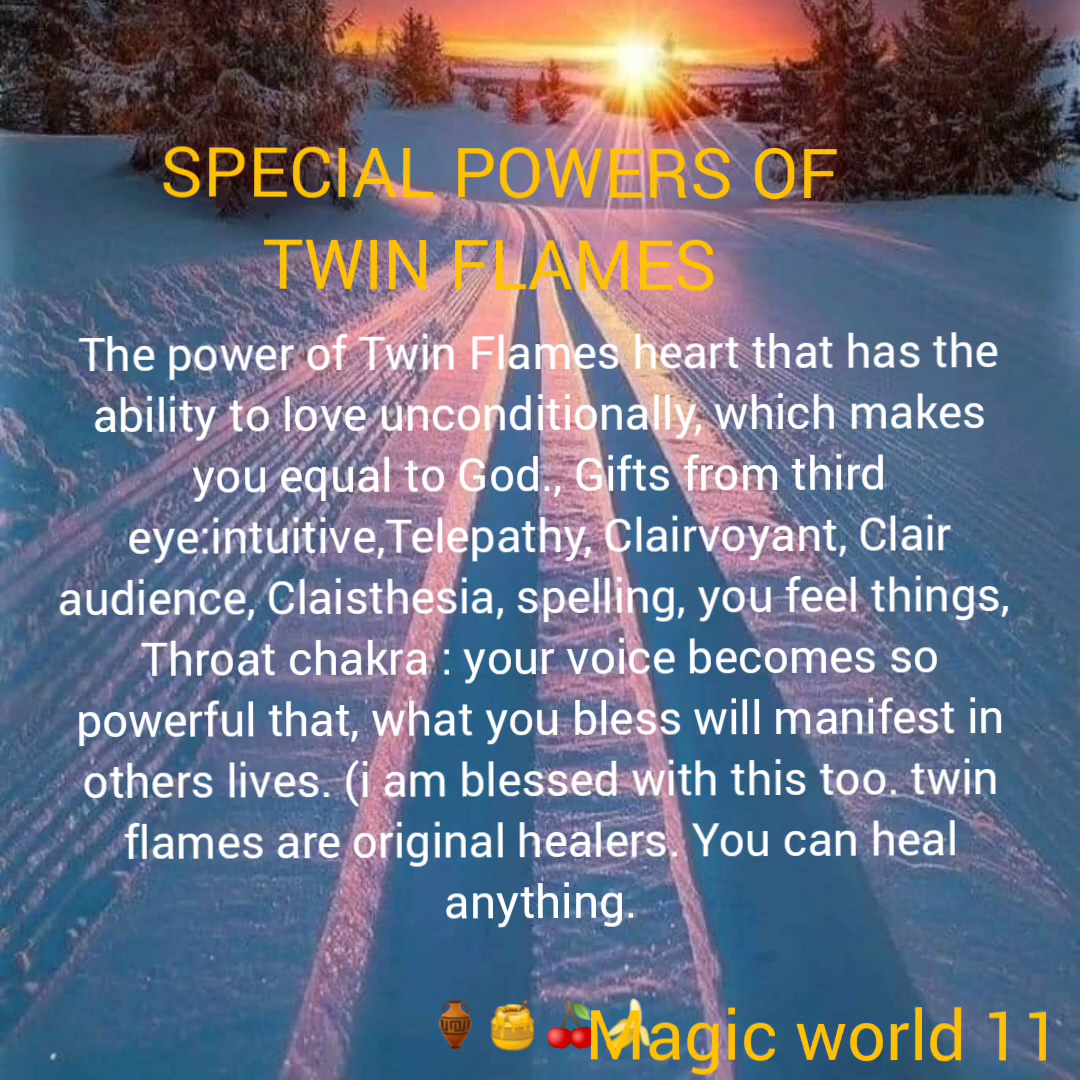 SPECIAL POWERS OF
TWIN FLAMES
The power of Twin Flames heart that has the
ability to love unconditionally, which makes
you equal to God., Gifts from third
eye:intuitive,Telepathy, Clairvoyant, Clair
audience, Claisthesia, spelling, you feel things,
Throat chakra : your voice becomes so
powerful that, what you bless will manifest in
others lives. (i am blessed with this too. twin
flames are original healers. You can heal
anything.
🏺🍯🍒🍌Magic world 11